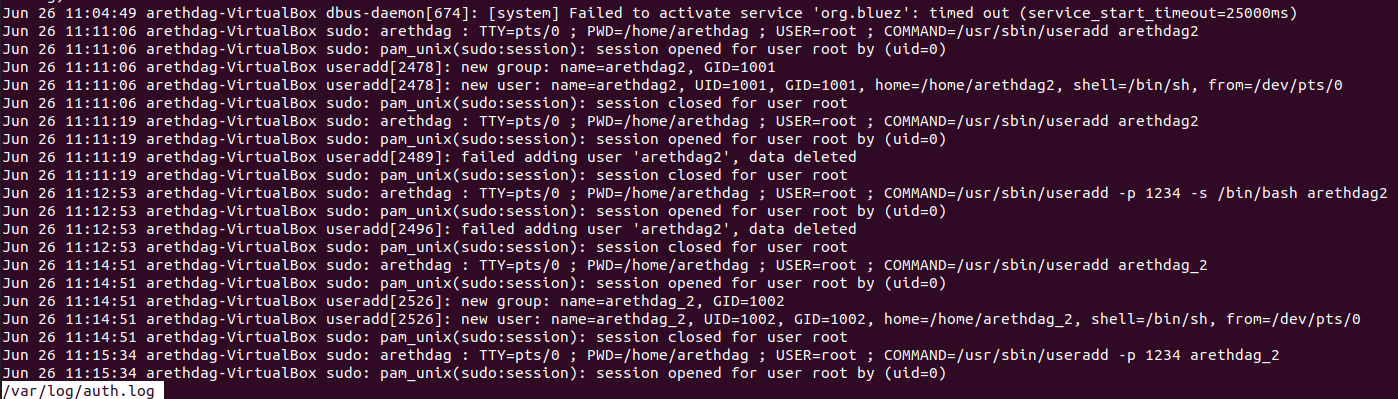 Jun 26 11:04:49 arethdag-VirtualBox dbus-daemon[674]: [system] Failed to activate service 'org.bluez': timed out (service_start_timeout=25000ms)
Jun 26 11:11:06 arethdag-VirtualBox sudo: arethdag : TTY=pts/0 ; PWD=/home/arethdag ; USER=root ; COMMAND=/usr/sbin/useradd arethdag2
Jun 26 11:11:06 arethdag-VirtualBox sudo: pam_unix(sudo:session): session opened for user root by (uid=0)
Jun 26 11:11:06 arethdag-VirtualBox useradd[2478]: new group: name=arethdag2, GID=1001
Jun 26 11:11:06 arethdag-VirtualBox useradd[2478]: new user: name=arethdag2, UID=1001, GID=1001, home=/home/arethdag2, shell=/bin/sh, from=/dev/pts/0
Jun 26 11:11:06 arethdag-VirtualBox sudo: pam_unix(sudo:session): session closed for user root
Jun 26 11:11:19 arethdag-VirtualBox sudo: arethdag : TTY=pts/0 ; PWD=/home/arethdag ; USER=root ; COMMAND=/usr/sbin/useradd arethdag2
Jun 26 11:11:19 arethdag-VirtualBox sudo: pam_unix(sudo:session): session opened for user root by (uid=0)
Jun 26 11:11:19 arethdag-VirtualBox useradd[2489]: failed adding user 'arethdag2', data deleted
Jun 26 11:11:19 arethdag-VirtualBox sudo: pam_unix(sudo:session): session closed for user root
Jun 26 11:12:53 arethdag-VirtualBox sudo: arethdag : TTY=pts/0 ; PWD=/home/arethdag ; USER=root ; COMMAND=/usr/sbin/useradd -p 1234 -s /bin/bash arethdag2
Jun 26 11:12:53 arethdag-VirtualBox sudo: pam_unix(sudo:session): session opened for user root by (uid=0)
Jun 26 11:12:53 arethdag-VirtualBox useradd[2496]: failed adding user 'arethdag2', data deleted
Jun 26 11:12:53 arethdag-VirtualBox sudo: pam_unix(sudo:session): session closed for user root
Jun 26 11:14:51 arethdag-VirtualBox sudo: arethdag : TTY=pts/0 ; PWD=/home/arethdag ; USER=root ; COMMAND=/usr/sbin/useradd arethdag_2
Jun 26 11:14:51 arethdag-VirtualBox sudo: pam_unix(sudo:session): session opened for user root by (uid=0)
Jun 26 11:14:51 arethdag-VirtualBox useradd[2526]: new group: name=arethdag_2, GID=1002
Jun 26 11:14:51 arethdag-VirtualBox useradd[2526]: new user: name=arethdag_2, UID=1002, GID=1002, home=/home/arethdag_2, shell=/bin/sh, from=/dev/pts/0
Jun 26 11:14:51 arethdag-VirtualBox sudo: pam_unix(sudo:session): session closed for user root
Jun 26 11:15:34 arethdag-VirtualBox sudo: arethdag : TTY=pts/0 ; PWD=/home/arethdag ; USER=root ; COMMAND=/usr/sbin/useradd -p 1234 arethdag_2
Jun 26 11:15:34 arethdag-VirtualBox sudo: pam_unix(sudo:session): session opened for user root by (uid=0)
/var/log/auth.log